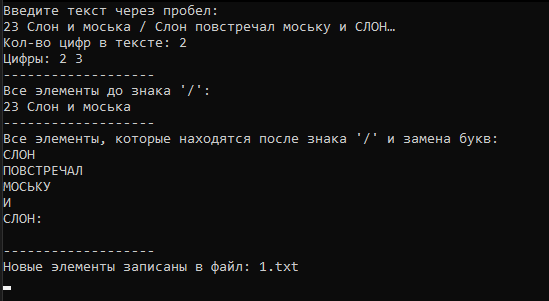 Введите текст через пробел:
23 Слон и моська / Слон повстречал моську и СЛОН…
Кол-во цифр в тексте: 2
Цифры: 2 3
-------------------
Все элементы до знака '/':
23 Слон и моська
-------------------
Все элементы, которые находятся после знака '/' и замена букв:
СЛОН
ПОВСТРЕЧАЛ
МОСЬКУ
И
СЛОН:
-------------------
Новые элементы записаны в файл: 1.txt